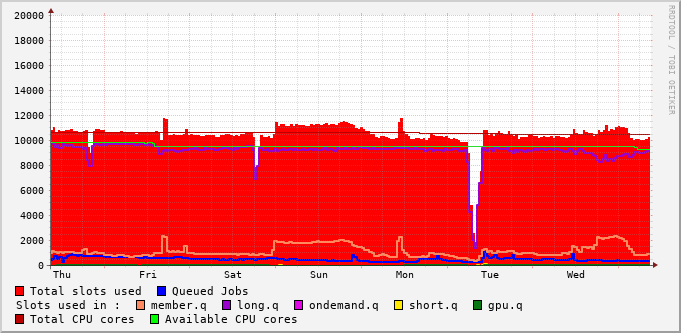 20000
18000
16000
14000
12000
10000
8000
6000
4000
2000
0
Thu Fri Sat Sun Mon Tue Wed
Total slots used Queued Jobs
Slots used in : member.q long.q ondemand.q short.q gpu.q
Total CPU cores Available CPU cores
RRDTOOL / TOBI OETIKER